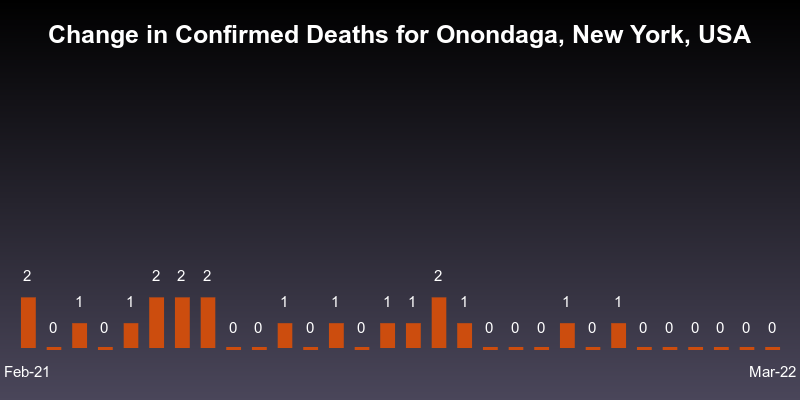 Change in Confirmed Deaths for Onondaga, New York, USA
2 0 1 0 1 2 2 2 0 0 1 0 1 0 1 1 2 1 0 0 0 1 0 1 0 0 0 0 0 0
Feb-21 Mar-22